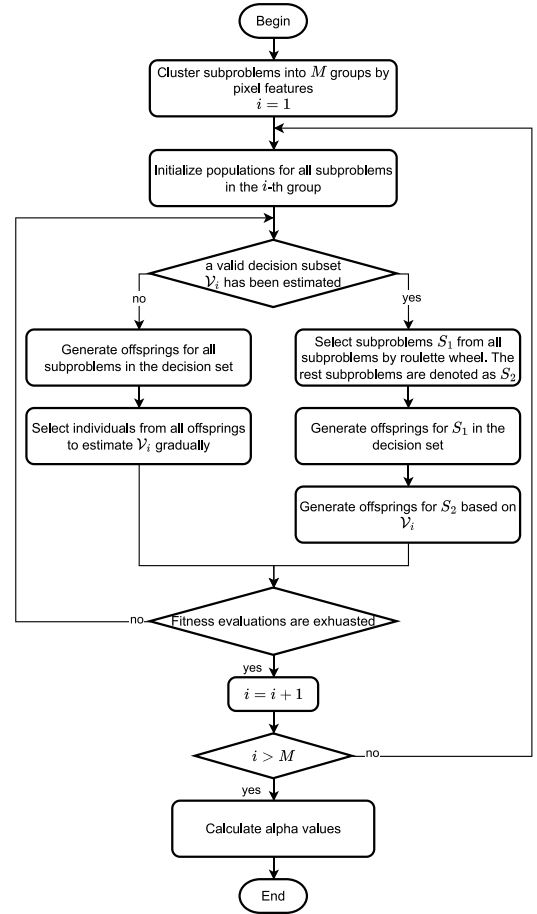 Begin
Cluster subproblems into M groups by
pixel features
i = 1
Initialize populations for all subproblems
in the i-th group
a valid decision subset
𝒱ᵢ has been estimated
no
yes
Generate offsprings for all
subproblems in the decision set
Select subproblems S₁ from all
subproblems by roulette wheel. The
rest subproblems are denoted as S₂
Select individuals from all offsprings
to estimate 𝒱ᵢ gradually
Generate offsprings for S₁ in the
decision set
Generate offsprings for S₂ based on
𝒱ᵢ
no
Fitness evaluations are exhuasted
yes
i = i + 1
i > M
no
yes
Calculate alpha values
End